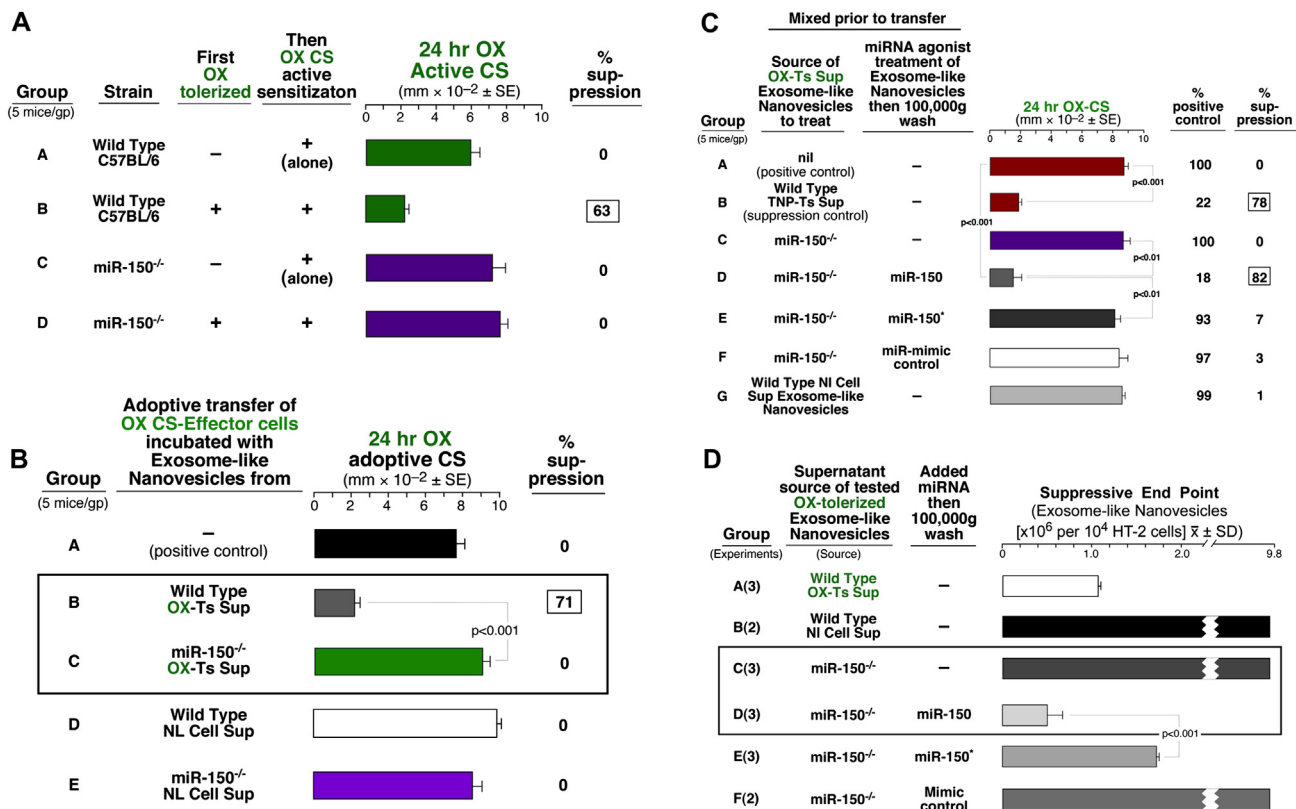 A
Group
(5 mice/gp)
Strain
First
OX
tolerized
Then
OX CS
active
sensitizaton
24 hr OX
Active CS
(mm × 10⁻² ± SE)
%
sup-
pression
0 2 4 6 8 10
A Wild Type C57BL/6 – + (alone) 0
B Wild Type C57BL/6 + + 63
C miR-150⁻/⁻ – + (alone) 0
D miR-150⁻/⁻ + + 0
B
Group
(5 mice/gp)
Adoptive transfer of
OX CS-Effector cells
incubated with
Exosome-like
Nanovesicles from
24 hr OX
adoptive CS
(mm × 10⁻² ± SE)
%
sup-
pression
0 2 4 6 8 10
A – (positive control) 0
B Wild Type OX-Ts Sup 71
p<0.001
C miR-150⁻/⁻ OX-Ts Sup 0
D Wild Type NL Cell Sup 0
E miR-150⁻/⁻ NL Cell Sup 0
C
Mixed prior to transfer
Group
(5 mice/gp)
Source of
OX-Ts Sup
Exosome-like
Nanovesicles
to treat
miRNA agonist
treatment of
Exosome-like
Nanovesicles
then 100,000g
wash
24 hr OX-CS
(mm × 10⁻² ± SE)
%
positive
control
%
sup-
pression
0 2 4 6 8 10
A nil (positive control) – 100 0
p<0.001
B Wild Type TNP-Ts Sup (suppression control) – 22 78
p<0.001
C miR-150⁻/⁻ – 100 0
p<0.01
D miR-150⁻/⁻ miR-150 18 82
p<0.01
E miR-150⁻/⁻ miR-150* 93 7
F miR-150⁻/⁻ miR-mimic control 97 3
G Wild Type NI Cell Sup Exosome-like Nanovesicles – 99 1
D
Group
(Experiments)
Supernatant
source of tested
OX-tolerized
Exosome-like
Nanovesicles
(Source)
Added
miRNA
then
100,000g
wash
Suppressive End Point
(Exosome-like Nanovesicles
[x10⁶ per 10⁴ HT-2 cells] x̄ ± SD)
0 1.0 2.0 9.8
A(3) Wild Type OX-Ts Sup –
B(2) Wild Type NI Cell Sup –
C(3) miR-150⁻/⁻ –
D(3) miR-150⁻/⁻ miR-150
p<0.001
E(3) miR-150⁻/⁻ miR-150*
F(2) miR-150⁻/⁻ Mimic control